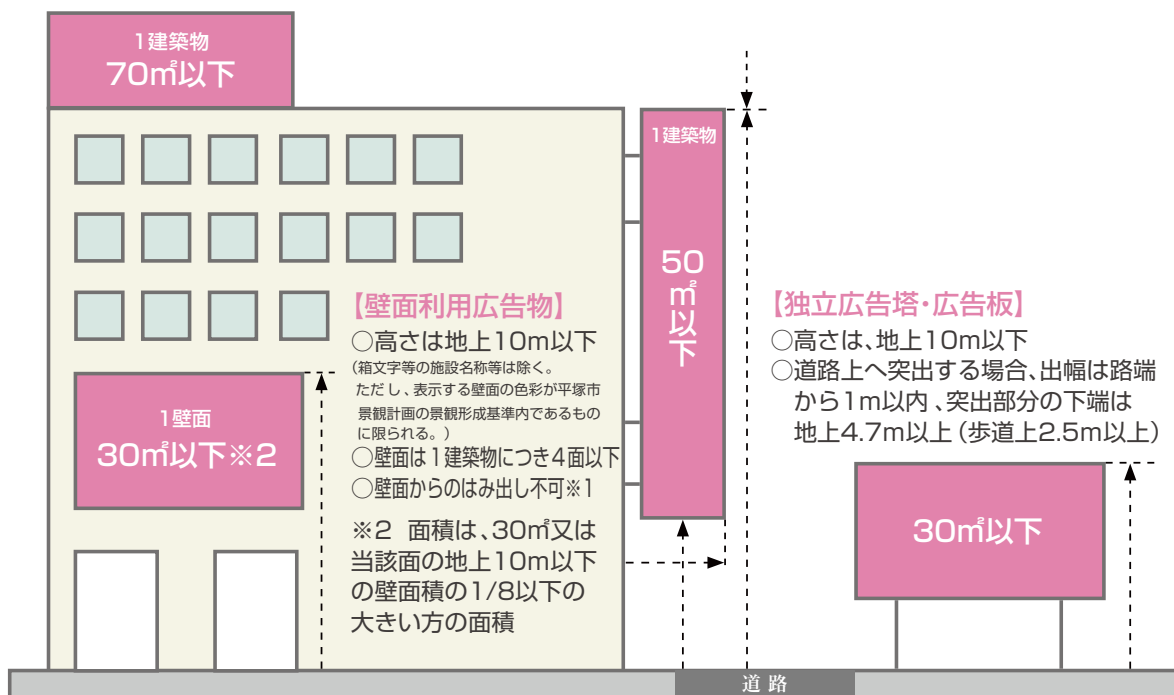 1建築物
70㎡以下
1建築物
50㎡以下
【壁面利用広告物】
○高さは地上10m以下
(箱文字等の施設名称等は除く。
ただし、表示する壁面の色彩が平塚市
景観計画の景観形成基準内であるもの
に限られる。)
○壁面は1建築物につき4面以下
○壁面からのはみ出し不可※1
※2 面積は、30㎡又は
当該面の地上10m以下
の壁面積の1/8以下の
大きい方の面積
1壁面
30㎡以下※2
【独立広告塔・広告板】
○高さは、地上10m以下
○道路上へ突出する場合、出幅は路端
から1m以内、突出部分の下端は
地上4.7m以上(歩道上2.5m以上)
30㎡以下
道路